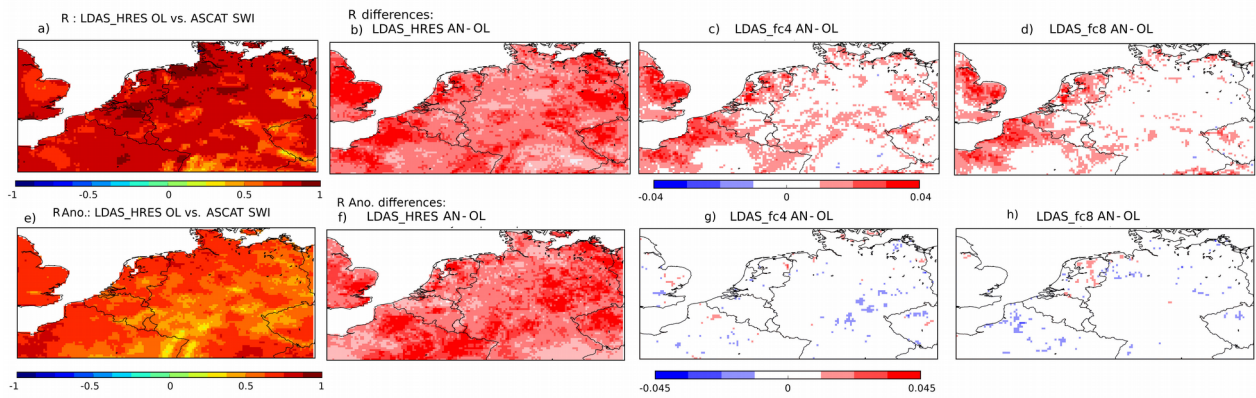 R : LDAS_HRES OL vs. ASCAT SWI
a)
R differences:
b) LDAS_HRES AN- OL
c) LDAS_fc4 AN-OL
d) LDAS_fc8 AN-OL
-1 -0.5 0 0.5 1
-0.04 0 0.04
R Ano.: LDAS_HRES OL vs. ASCAT SWI
e)
R Ano. differences:
f) LDAS_HRES AN-OL
g) LDAS_fc4 AN-OL
h) LDAS_fc8 AN-OL
-1 -0.5 0 0.5 1
-0.045 0 0.045